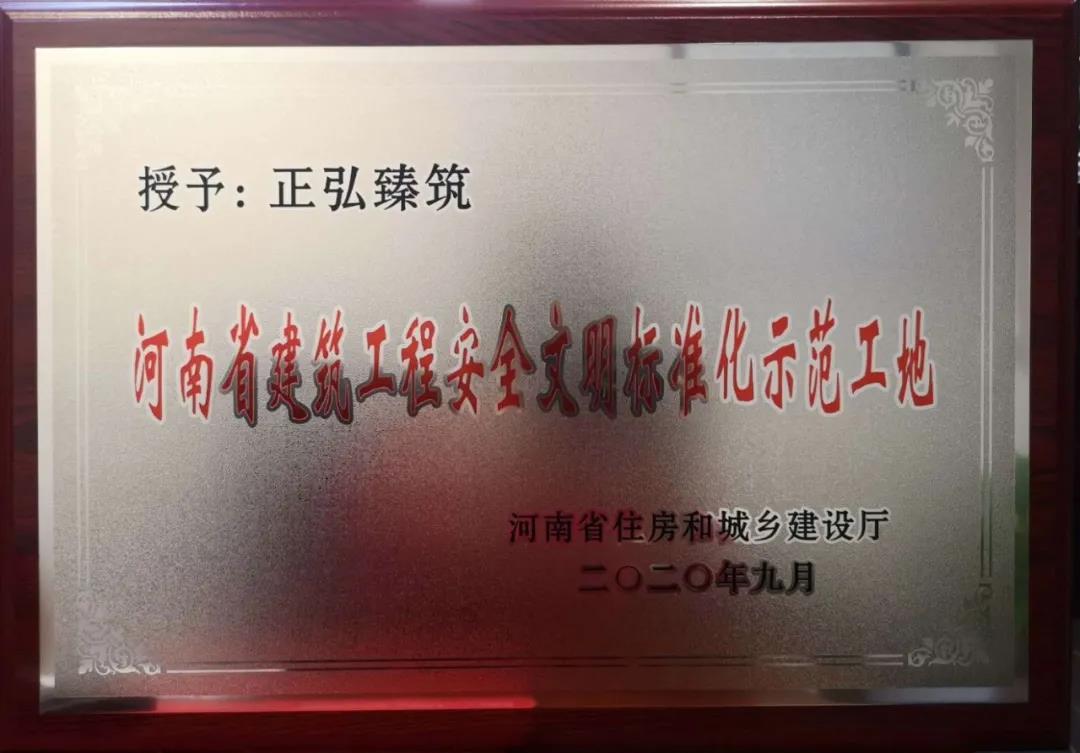 授予：正弘臻筑
河南省建筑工程安全文明标准化示范工地
河南省住房和城乡建设厅
二〇二〇年九月